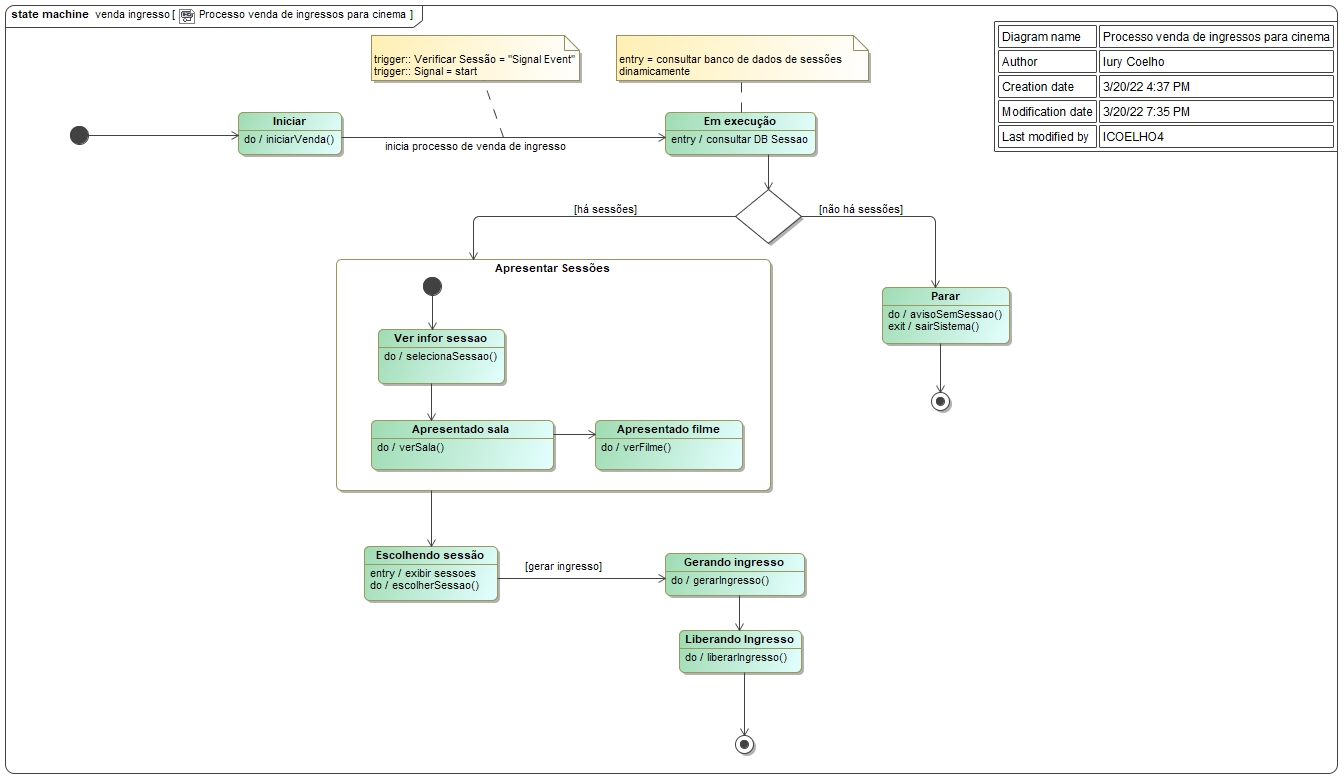 state machine venda ingresso [ Processo venda de ingressos para cinema ]
Diagram name Processo venda de ingressos para cinema
Author Iury Coelho
Creation date 3/20/22 4:37 PM
Modification date 3/20/22 7:35 PM
Last modified by ICOELHO4
trigger:: Verificar Sessão = "Signal Event"
trigger:: Signal = start
entry = consultar banco de dados de sessões
dinamicamente
Iniciar
do / iniciarVenda()
inicia processo de venda de ingresso
Em execução
entry / consultar DB Sessao
[há sessões]
[não há sessões]
Apresentar Sessões
Ver infor sessao
do / selecionaSessao()
Apresentado sala
do / verSala()
Apresentado filme
do / verFilme()
Parar
do / avisoSemSessao()
exit / sairSistema()
Escolhendo sessão
entry / exibir sessoes
do / escolherSessao()
[gerar ingresso]
Gerando ingresso
do / gerarIngresso()
Liberando Ingresso
do / liberarIngresso()